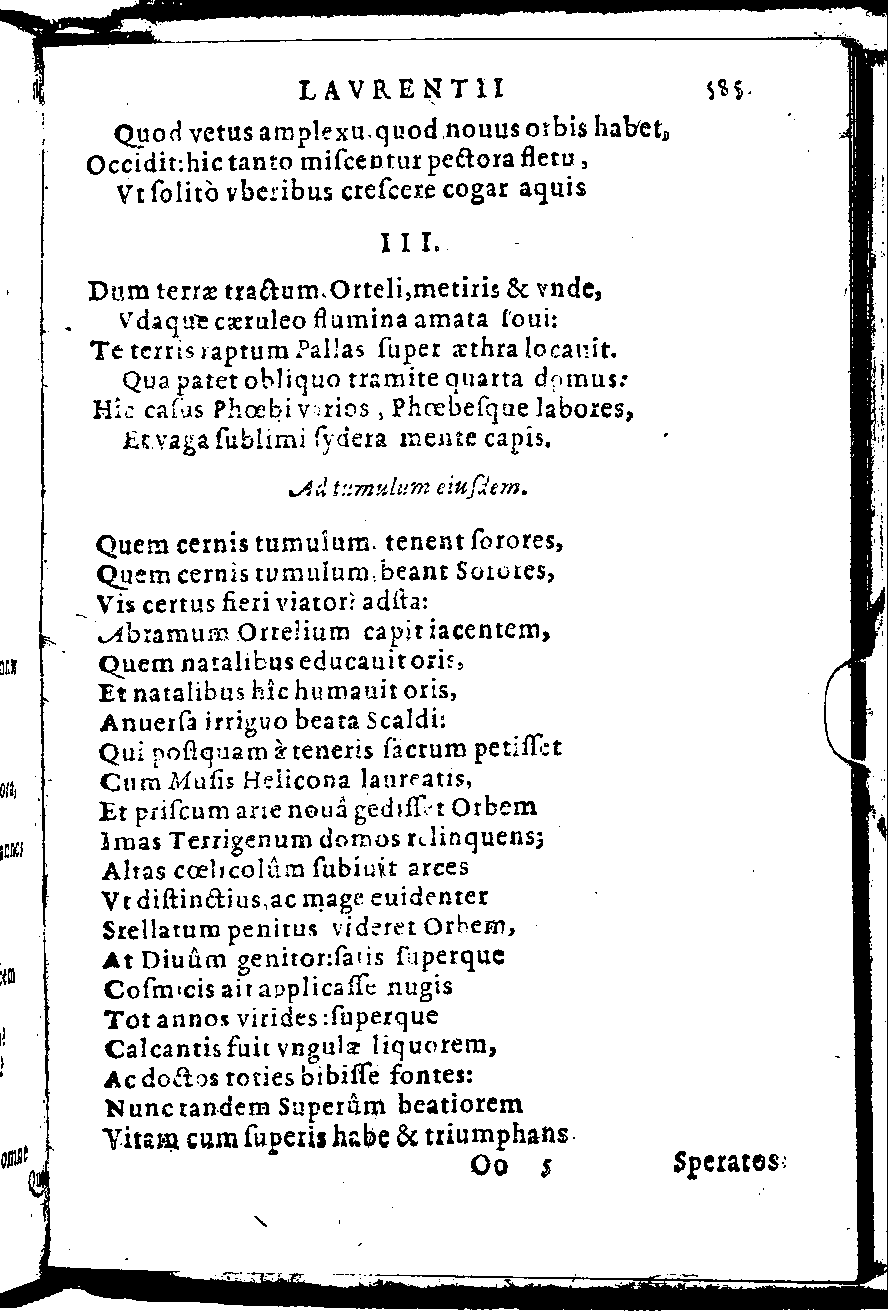 LAVRENTII 585.
Quod vetus amplexu, quod nouus orbis habet,
Occidit: hic tanto miſcentur pectora fletu,
Vt ſolitò vberibus creſcere cogar aquis
III.
Dum terræ tractum, Orteli, metiris & vnde,
Vdaque cæruleo flumina amata ſoui:
Te terris raptum Pallas ſuper æthra locauit.
Qua patet obliquo tramite quarta domus:
Hic caſus Phœbi varios, Phœbeſque labores,
Et vaga ſublimi ſydera mente capis.
Ad tumulum eiuſdem.
Quem cernis tumulum. tenent ſorores,
Quem cernis tumulum, beant Sorores,
Vis certus fieri viator? adſta:
Abramum Ortelium capit iacentem,
Quem natalibus educauit oris,
Et natalibus hîc humauit oris,
Anuerſa irriguo beata Scaldi:
Qui poſtquam à teneris ſacrum petiſſet
Cum Muſis Helicona laureatis,
Et priſcum arte nouâ gediſſet Orbem
Imas Terrigenum domos relinquens;
Altas cœlicolûm ſubiuit arces
Vt diſtinctius, ac mage euidenter
Stellatum penitus videret Orbem,
At Diuûm genitor: ſatis ſuperque
Coſmicis ait applicaſſe nugis
Tot annos virides: ſuperque
Calcantis fuit vngulæ liquorem,
Ac doctos toties bibiſſe fontes:
Nunc tandem Superûm beatiorem
Vitam cum ſuperis habe & triumphans
Oo 5 Speratos